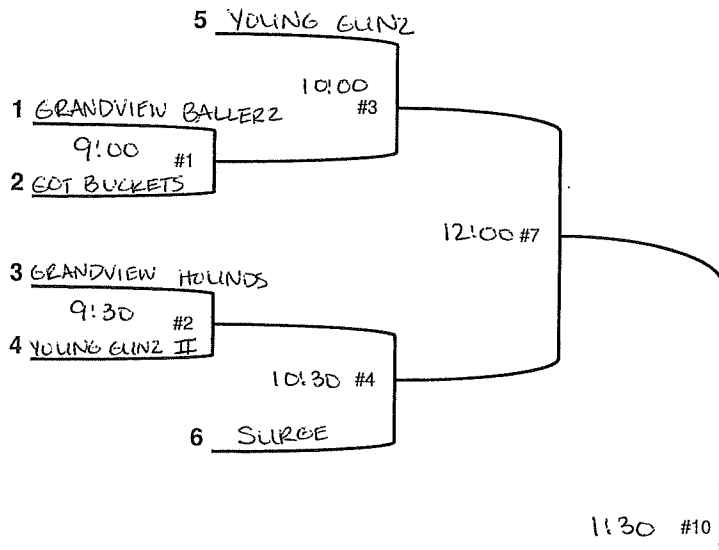 5 YOUNG GUNZ
10:00
#3
1 GRANDVIEW BALLERZ
9:00 #1
2 GOT BUCKETS
12:00 #7
3 GRANDVIEW HOUNDS
9:30 #2
4 YOUNG GUNZ II
10:30 #4
6 SURGE
1:30 #10